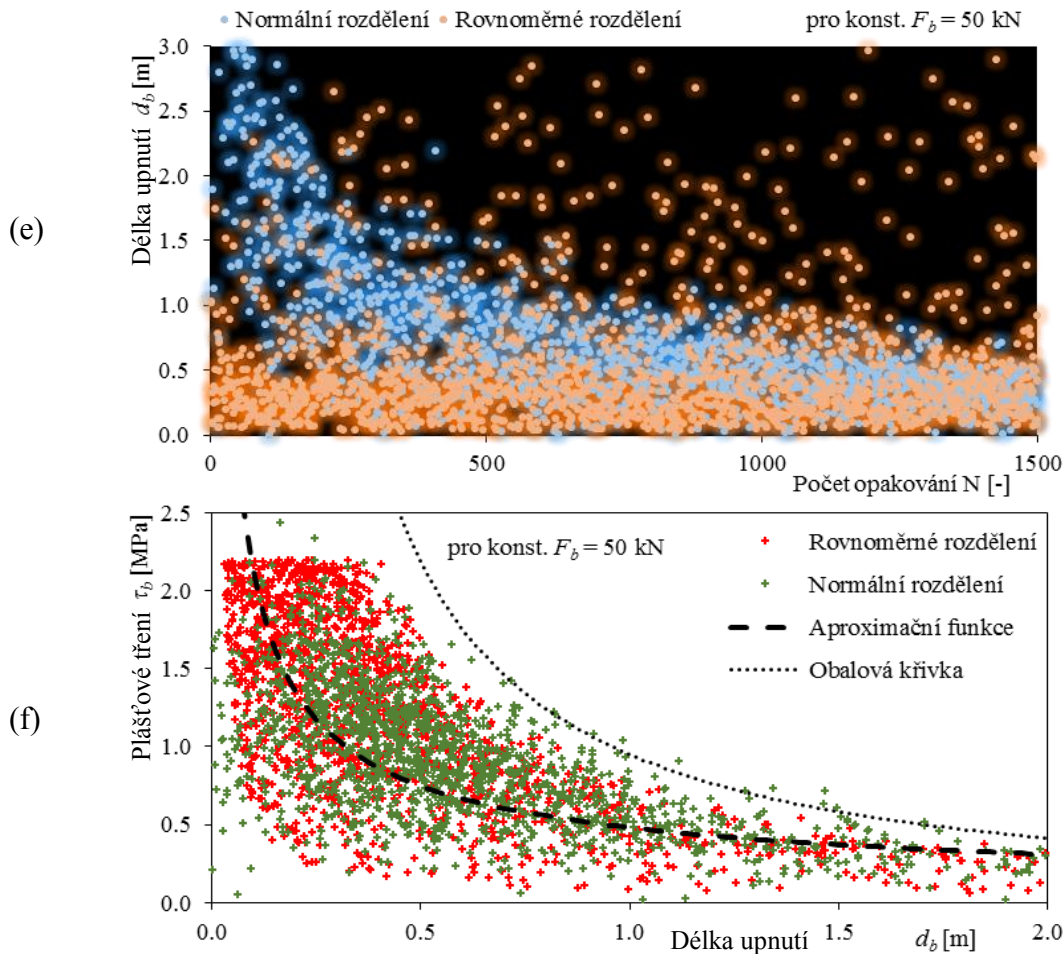 Normální rozdělení Rovnoměrné rozdělení pro konst. F_b = 50 kN
(e)
Délka upnutí d_b [m]
3.0
2.5
2.0
1.5
1.0
0.5
0.0
0 500 1000 1500
Počet opakování N [-]
(f)
Plášťové tření τ_b [MPa]
2.5
2.0
1.5
1.0
0.5
0.0
pro konst. F_b = 50 kN
Rovnoměrné rozdělení
Normální rozdělení
Aproximační funkce
Obalová křivka
0.0 0.5 1.0 1.5 2.0
Délka upnutí d_b [m]